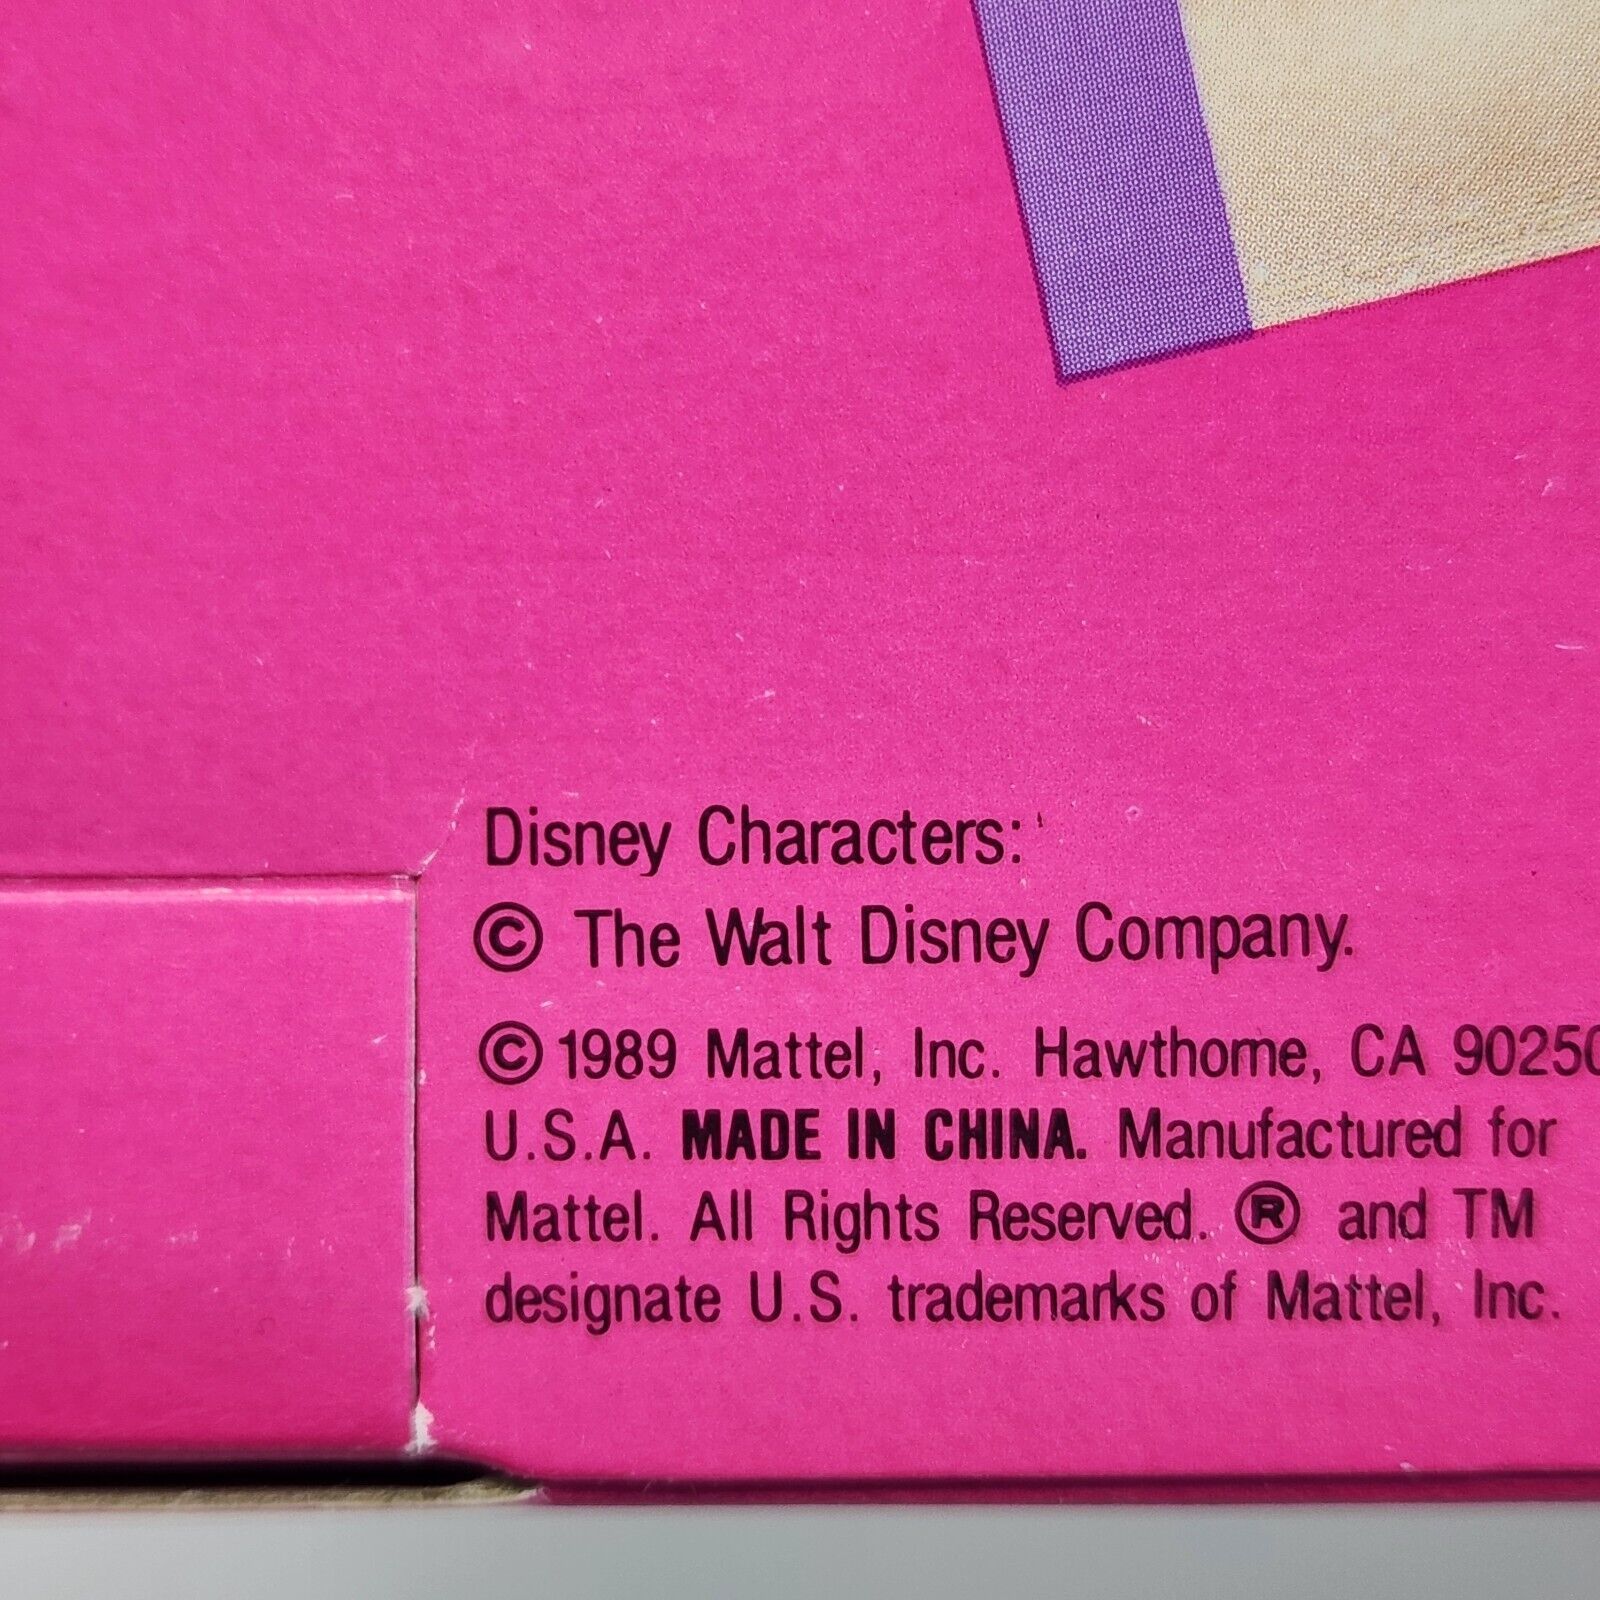 Disney Characters:
© The Walt Disney Company.
© 1989 Mattel, Inc. Hawthorne, CA 90250
U.S.A. MADE IN CHINA. Manufactured for
Mattel. All Rights Reserved. ® and TM
designate U.S. trademarks of Mattel, Inc.